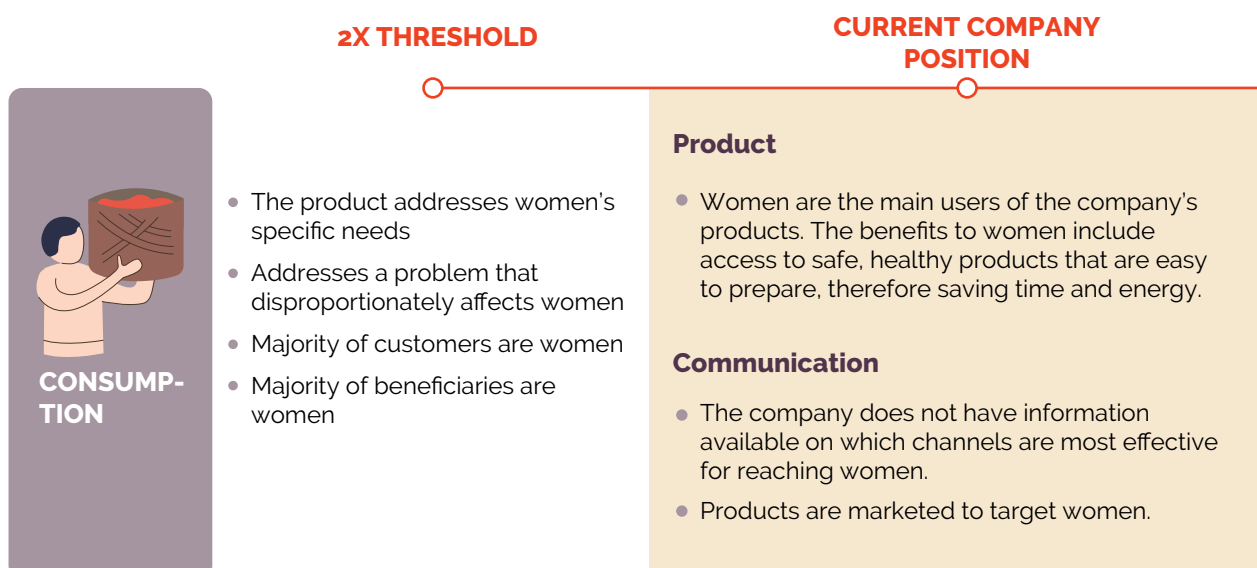 2X THRESHOLD
CURRENT COMPANY
POSITION
CONSUMP-
TION
• The product addresses women’s
specific needs
• Addresses a problem that
disproportionately affects women
• Majority of customers are women
• Majority of beneficiaries are
women
Product
• Women are the main users of the company’s
products. The benefits to women include
access to safe, healthy products that are easy
to prepare, therefore saving time and energy.
Communication
• The company does not have information
available on which channels are most effective
for reaching women.
• Products are marketed to target women.